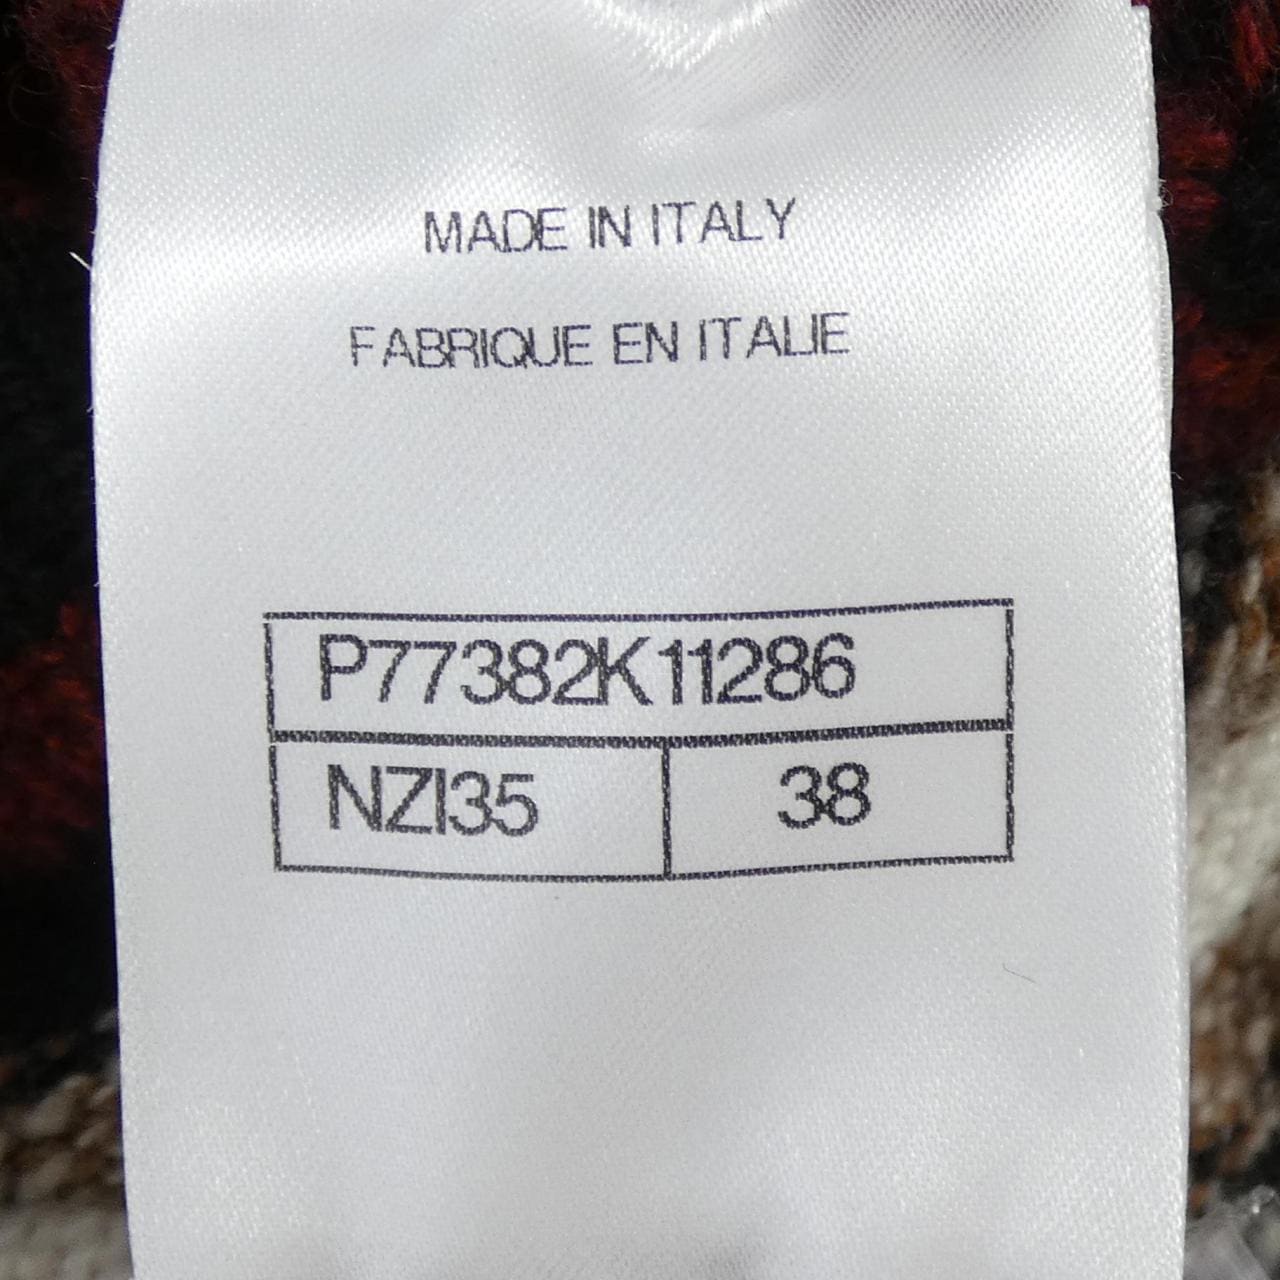 MADE IN ITALY
FABRIQUE EN ITALIE
P77382K11286
NZI35 38